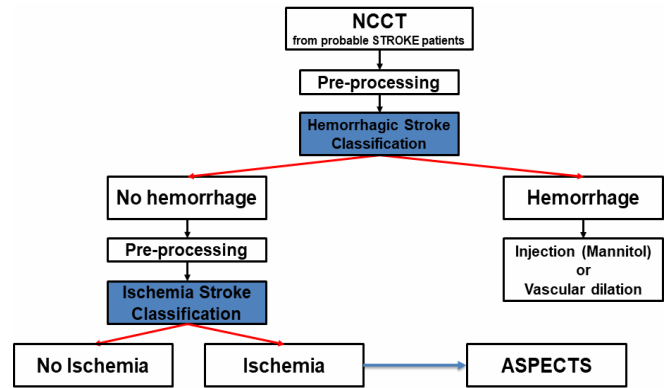 NCCT
from probable STROKE patients
Pre-processing
Hemorrhagic Stroke
Classification
No hemorrhage
Hemorrhage
Pre-processing
Injection (Mannitol)
or
Vascular dilation
Ischemia Stroke
Classification
No Ischemia
Ischemia
ASPECTS